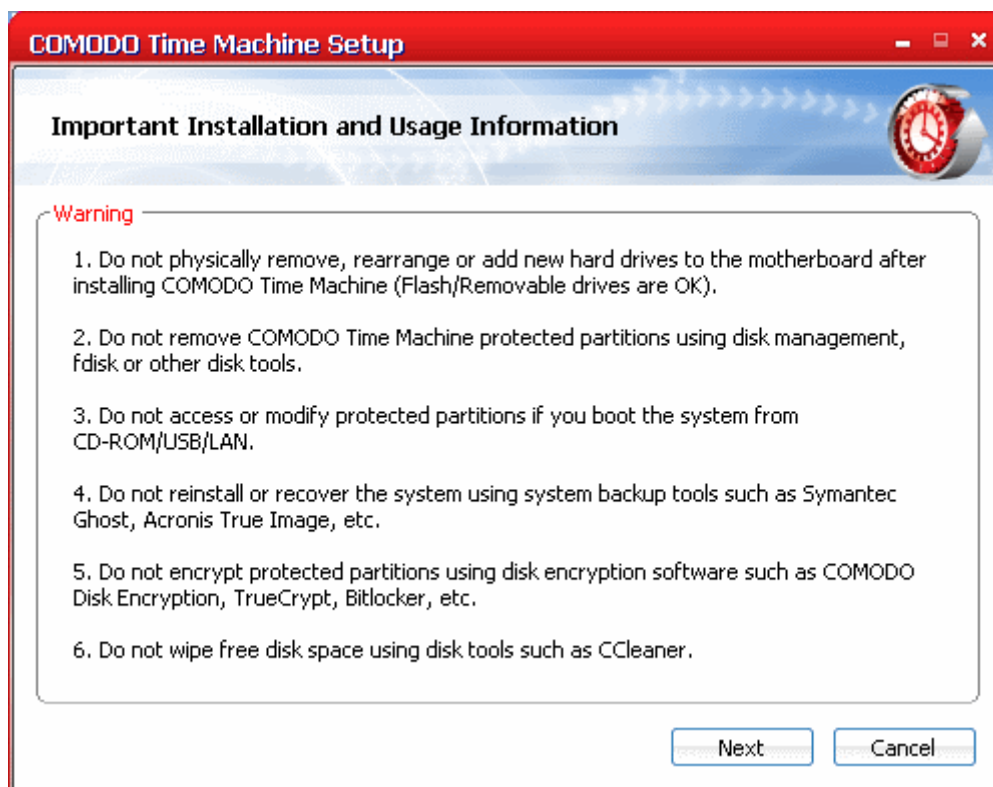 COMODO Time Machine Setup
Important Installation and Usage Information
Warning
1. Do not physically remove, rearrange or add new hard drives to the motherboard after
installing COMODO Time Machine (Flash/Removable drives are OK).
2. Do not remove COMODO Time Machine protected partitions using disk management,
fdisk or other disk tools.
3. Do not access or modify protected partitions if you boot the system from
CD-ROM/USB/LAN.
4. Do not reinstall or recover the system using system backup tools such as Symantec
Ghost, Acronis True Image, etc.
5. Do not encrypt protected partitions using disk encryption software such as COMODO
Disk Encryption, TrueCrypt, Bitlocker, etc.
6. Do not wipe free disk space using disk tools such as CCleaner.
Next
Cancel